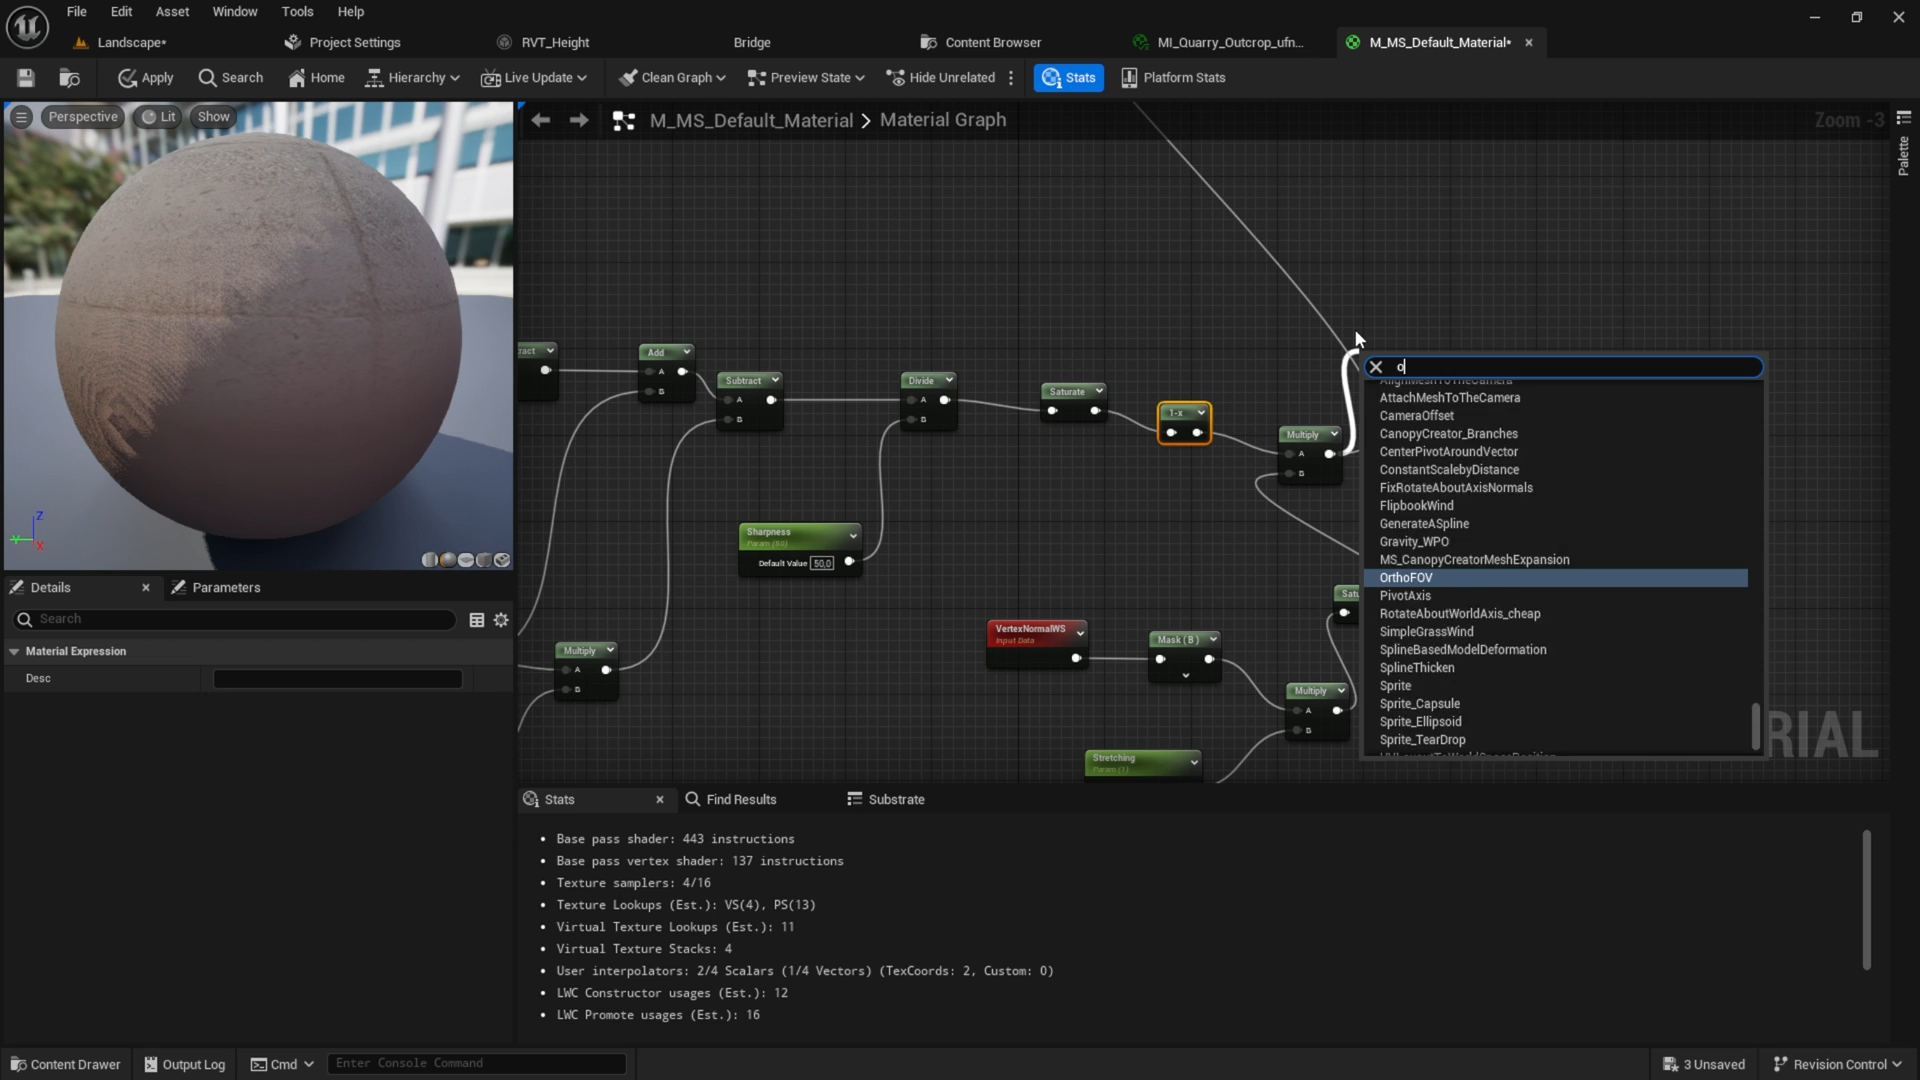 File Edit Asset Window Tools Help
Landscape* Project Settings RVT_Height Bridge Content Browser MI_Quarry_Outcrop_ufn... M_MS_Default_Material*
Apply Search Home Hierarchy Live Update Clean Graph Preview State Hide Unrelated Stats Platform Stats
Perspective Lit Show
M_MS_Default_Material > Material Graph
Zoom -3
Palette
ract
Add
A
B
Subtract
A
B
Divide
A
B
Saturate
1-x
Multiply
A
B
Sharpness
Param (50)
Default Value 50,0
VertexNormalWS
Input Data
Mask ( B )
Multiply
A
B
Multiply
A
B
Satu
Stretching
Param (1)
o
AlignMeshToTheCamera
AttachMeshToTheCamera
CameraOffset
CanopyCreator_Branches
CenterPivotAroundVector
ConstantScalebyDistance
FixRotateAboutAxisNormals
FlipbookWind
GenerateASpline
Gravity_WPO
MS_CanopyCreatorMeshExpansion
OrthoFOV
PivotAxis
RotateAboutWorldAxis_cheap
SimpleGrassWind
SplineBasedModelDeformation
SplineThicken
Sprite
Sprite_Capsule
Sprite_Ellipsoid
Sprite_TearDrop
RIAL
Z
Y
X
Details Parameters
Search
Material Expression
Desc
Stats Find Results Substrate
• Base pass shader: 443 instructions
• Base pass vertex shader: 137 instructions
• Texture samplers: 4/16
• Texture Lookups (Est.): VS(4), PS(13)
• Virtual Texture Lookups (Est.): 11
• Virtual Texture Stacks: 4
• User interpolators: 2/4 Scalars (1/4 Vectors) (TexCoords: 2, Custom: 0)
• LWC Constructor usages (Est.): 12
• LWC Promote usages (Est.): 16
Content Drawer Output Log Cmd Enter Console Command 3 Unsaved Revision Control